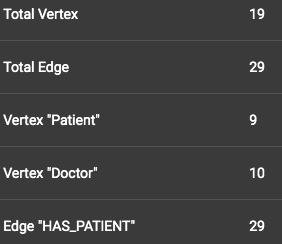 Total Vertex 19
Total Edge 29
Vertex "Patient" 9
Vertex "Doctor" 10
Edge "HAS_PATIENT" 29